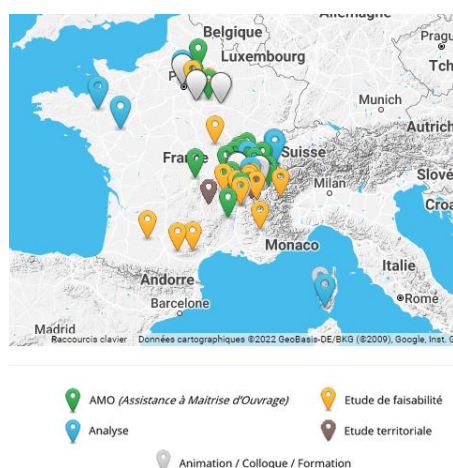 Allemagne
Belgique
Luxembourg
Pragu
Tch
P
Munich
Autrich
France
Suisse
Slové
Milan
Croa
Monaco
Italie
Andorre
Barcelone
Rome
Madrid
Raccourcis clavier
Données cartographiques ©2022 GeoBasis-DE/BKG (©2009), Google, Inst. G
AMO (Assistance à Maitrise d'Ouvrage)
Etude de faisabilité
Analyse
Etude territoriale
Animation / Colloque / Formation